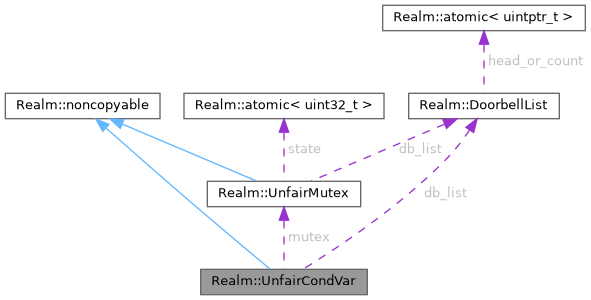 Realm::atomic< uintptr_t >
head_or_count
Realm::noncopyable
Realm::atomic< uint32_t >
Realm::DoorbellList
state
db_list
Realm::UnfairMutex
db_list
mutex
Realm::UnfairCondVar